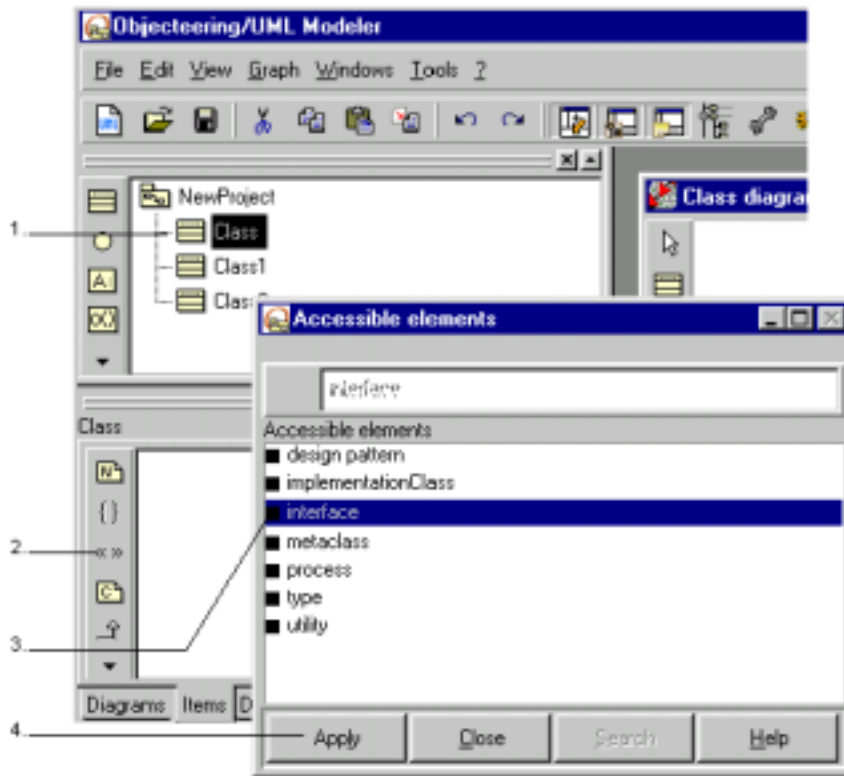 Objecteering/UML Modeler
File Edit View Graph Windows Tools ?
NewProject
1
Class
Class1
Class diagra
Accessible elements
interface
Accessible elements
design pattern
implementationClass
interface
metaclass
process
type
utility
Class
N
{}
2
«»
C
3
Diagrams Items D
4
Apply Close Search Help